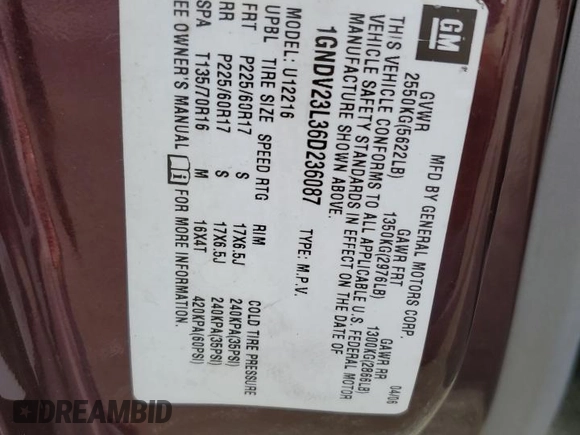 GM
MFD BY GENERAL MOTORS CORP. 04/06
GVWR GAWR FRT GAWR RR
2550KG(5622LB) 1350KG(2976LB) 1300KG(2866LB)
THIS VEHICLE CONFORMS TO ALL APPLICABLE U.S. FEDERAL MOTOR
VEHICLE SAFETY STANDARDS IN EFFECT ON THE DATE OF
MANUFACTURE SHOWN ABOVE.
1GNDV23L36D236087 TYPE: M.P.V.
MODEL: U12216
UPBL TIRE SIZE SPEED RTG RIM COLD TIRE PRESSURE
FRT P225/60R17 S 17X6.5J 240KPA(35PSI)
RR P225/60R17 S 17X6.5J 240KPA(35PSI)
SPA T135/70R16 M 16X4T 420KPA(60PSI)
SEE OWNER'S MANUAL FOR MORE INFORMATION
DREAMBID